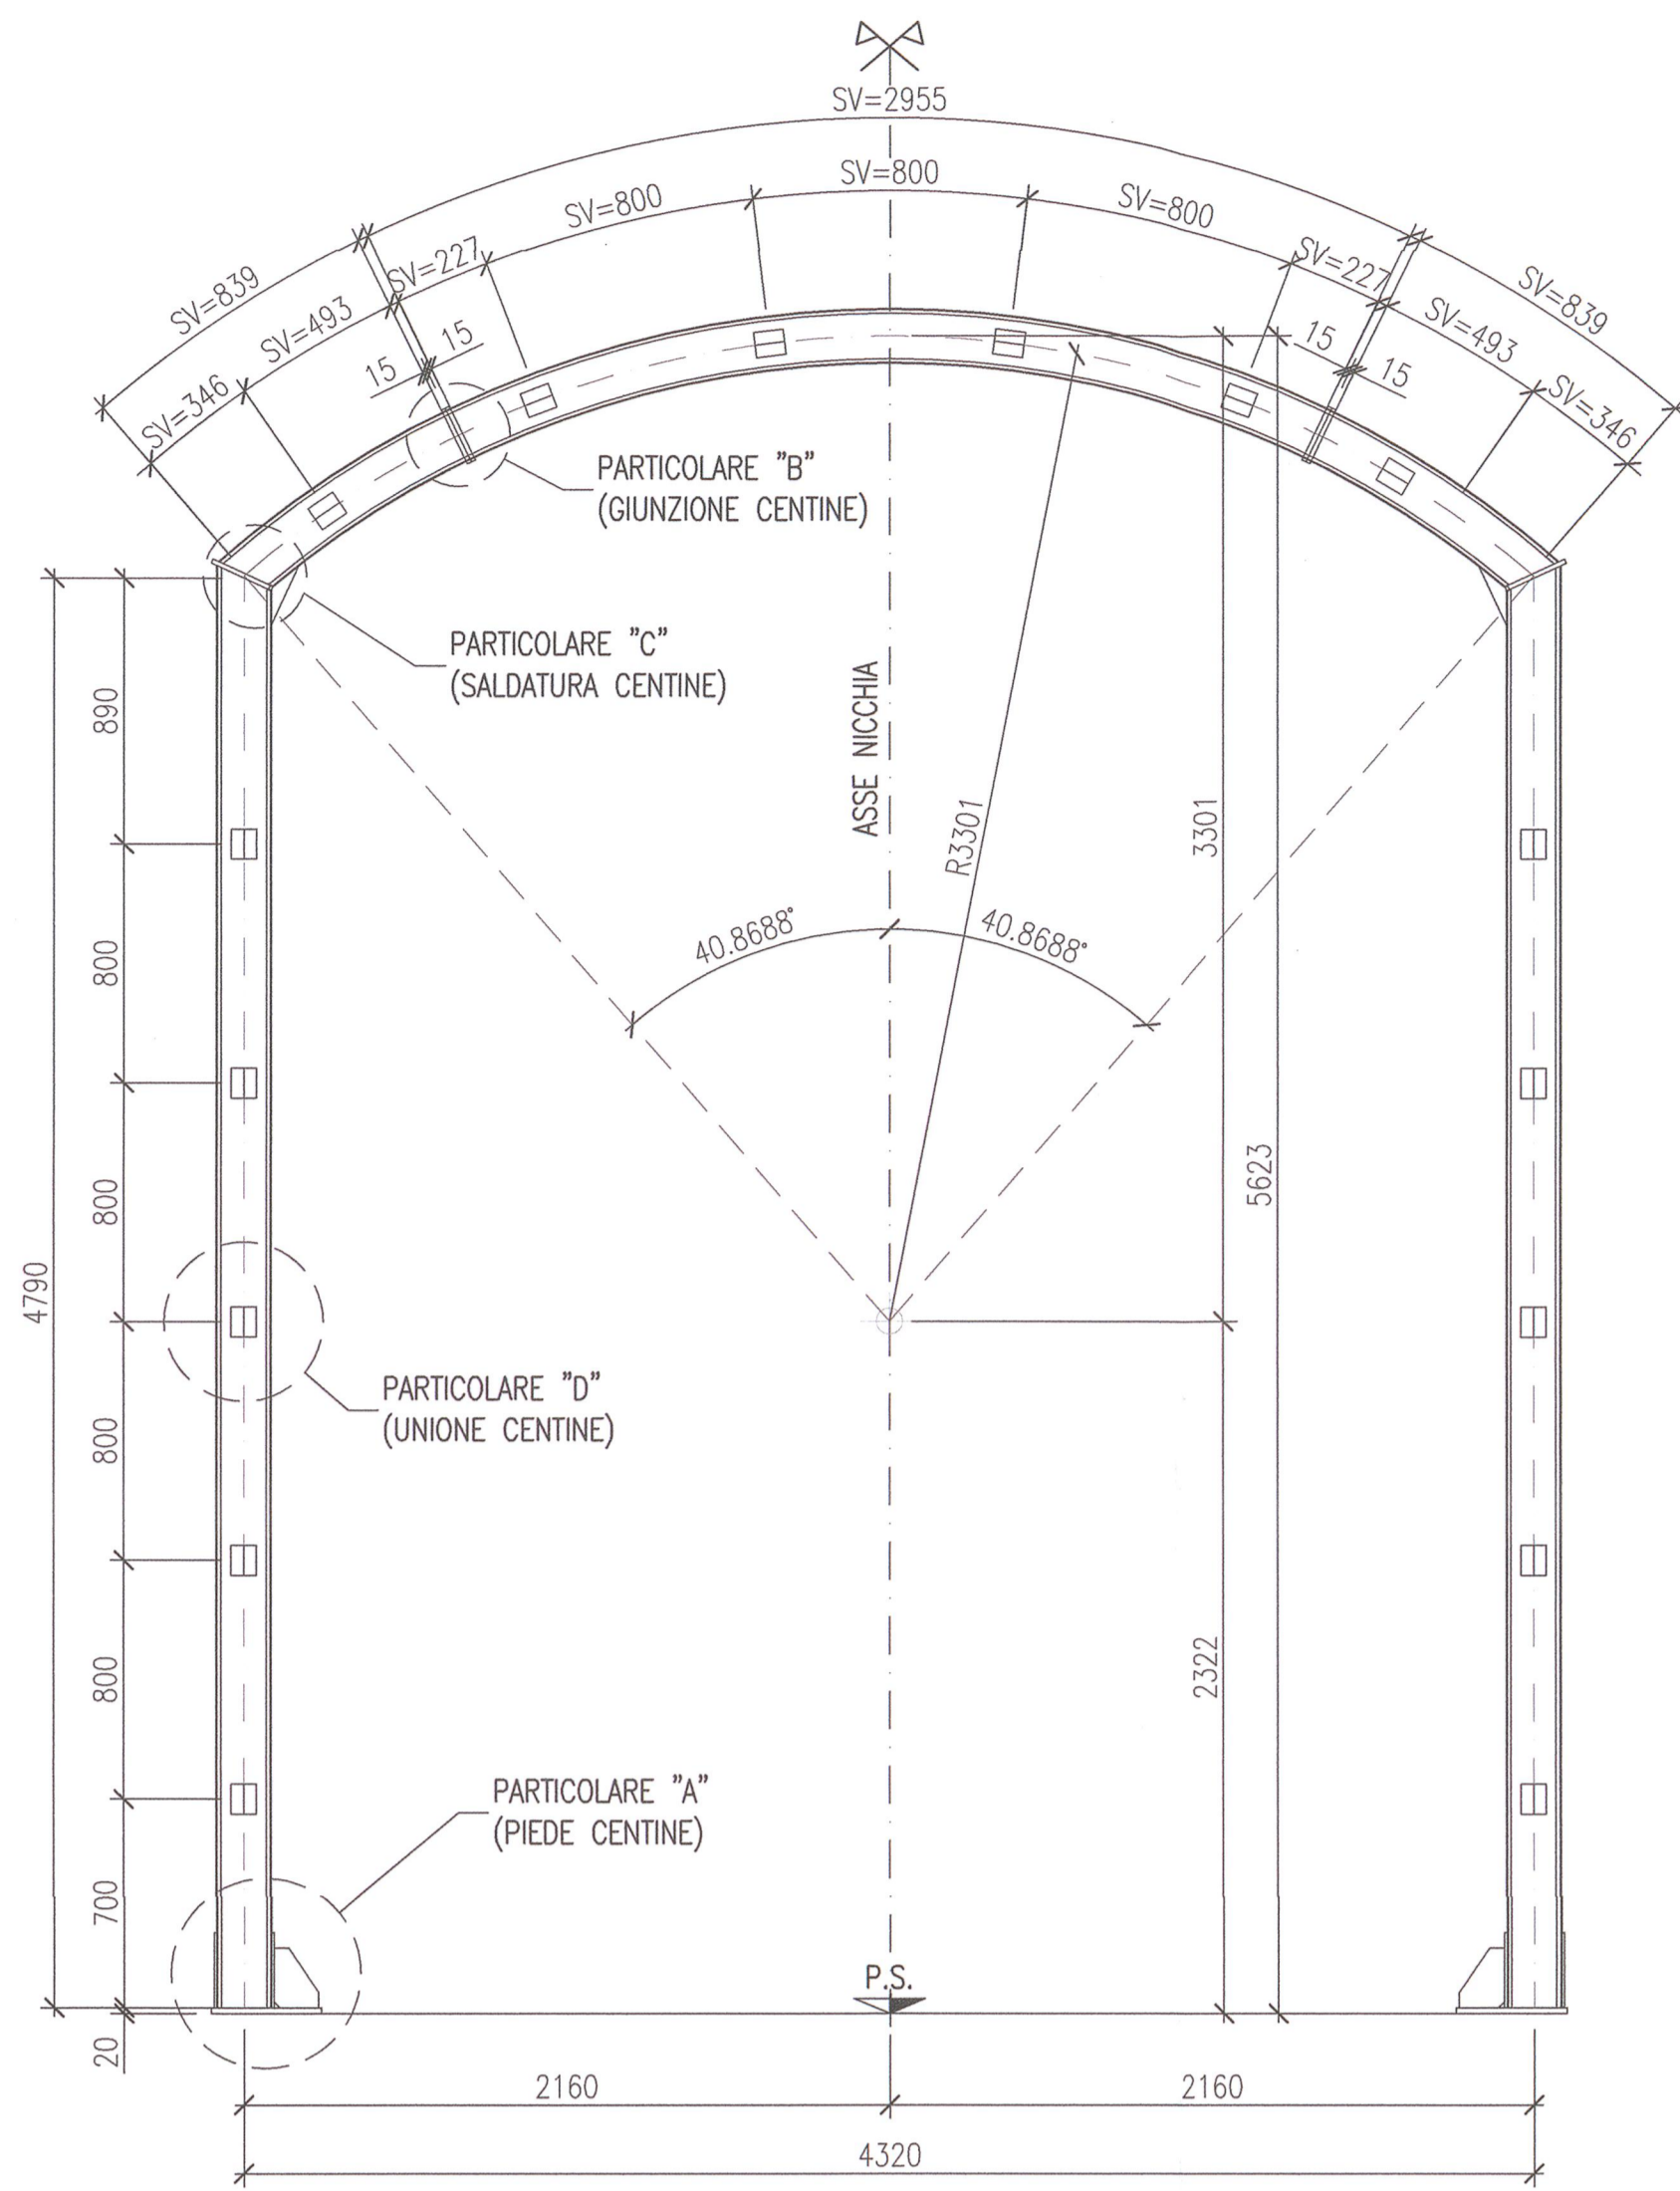 SV=2955
SV=800
SV=800
SV=800
SV=227
SV=227
SV=839
SV=839
SV=493
SV=493
SV=346
SV=346
15
15
15
15
PARTICOLARE "B"
(GIUNZIONE CENTINE)
PARTICOLARE "C"
(SALDATURA CENTINE)
ASSE NICCHIA
R3301
3301
890
40.8688°
40.8688°
800
5623
800
4790
PARTICOLARE "D"
(UNIONE CENTINE)
800
2322
800
PARTICOLARE "A"
(PIEDE CENTINE)
700
P.S.
20
2160
2160
4320